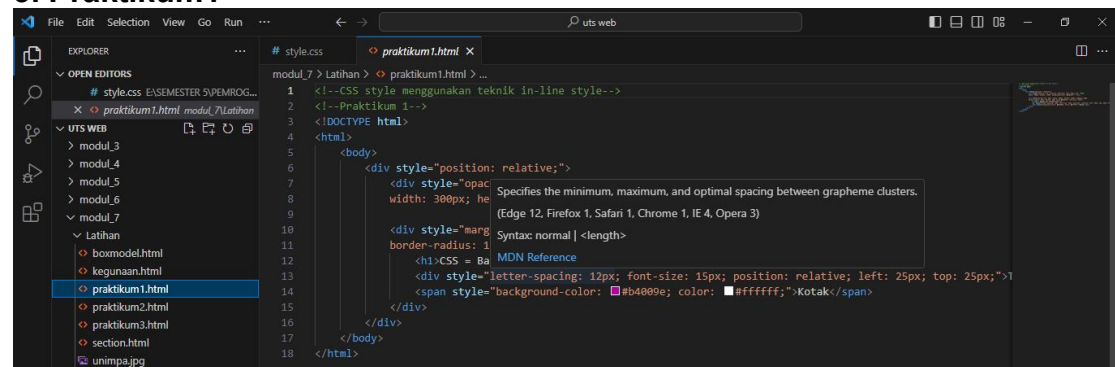 File Edit Selection View Go Run ... uts web
EXPLORER ...
OPEN EDITORS
# style.css E:\SEMESTER 5\PEMROG...
praktikum1.html modul_7\Latihan
UTS WEB
modul_3
modul_4
modul_5
modul_6
modul_7
Latihan
boxmodel.html
kegunaan.html
praktikum1.html
praktikum2.html
praktikum3.html
section.html
unimpa.jpg
# style.css praktikum1.html
modul_7 > Latihan > praktikum1.html > ...
1 <!--CSS style menggunakan teknik in-line style-->
2 <!--Praktikum 1-->
3 <!DOCTYPE html>
4 <html>
5 <body>
6 <div style="position: relative;">
7 <div style="opac
8 width: 300px; he
9
10 <div style="marg
11 border-radius: 1
12 <h1>CSS = Ba
13 <div style="letter-spacing: 12px; font-size: 15px; position: relative; left: 25px; top: 25px;">T
14 <span style="background-color: #b4009e; color: #ffffff;">Kotak</span>
15 </div>
16 </div>
17 </body>
18 </html>
Specifies the minimum, maximum, and optimal spacing between grapheme clusters.
(Edge 12, Firefox 1, Safari 1, Chrome 1, IE 4, Opera 3)
Syntax: normal | <length>
MDN Reference